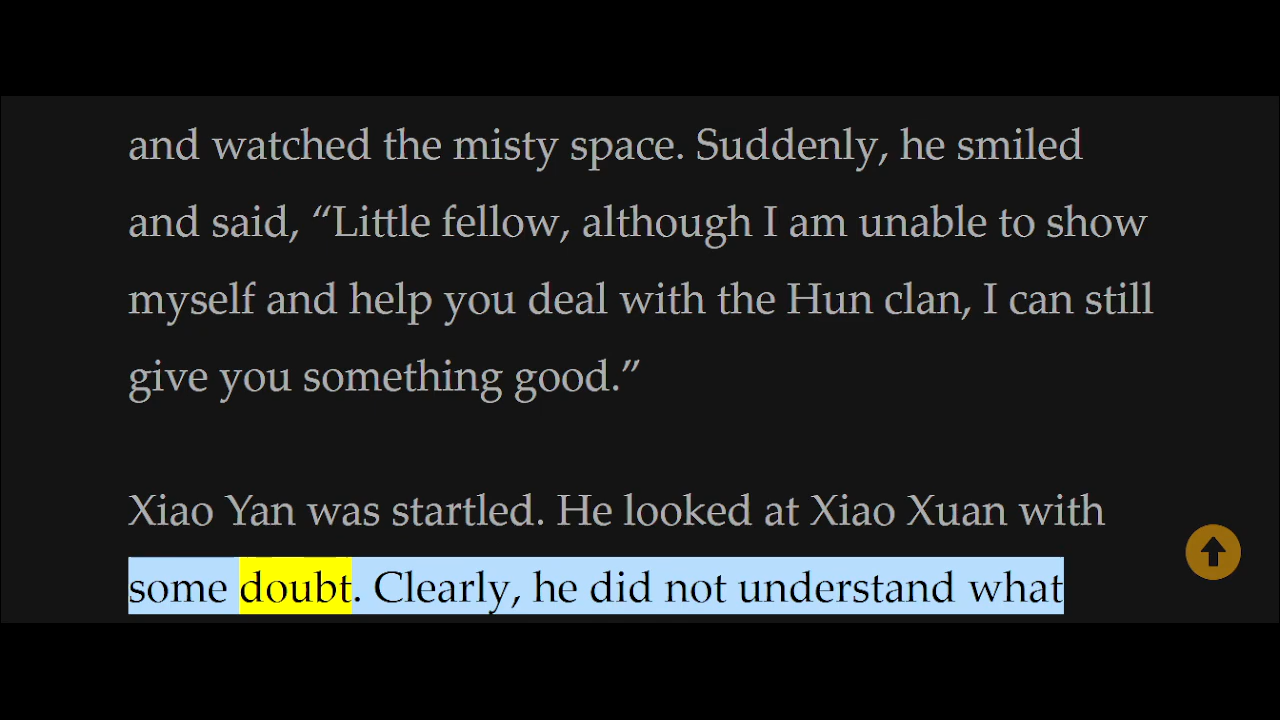 and watched the misty space. Suddenly, he smiled
and said, “Little fellow, although I am unable to show
myself and help you deal with the Hun clan, I can still
give you something good.”
Xiao Yan was startled. He looked at Xiao Xuan with
some doubt. Clearly, he did not understand what